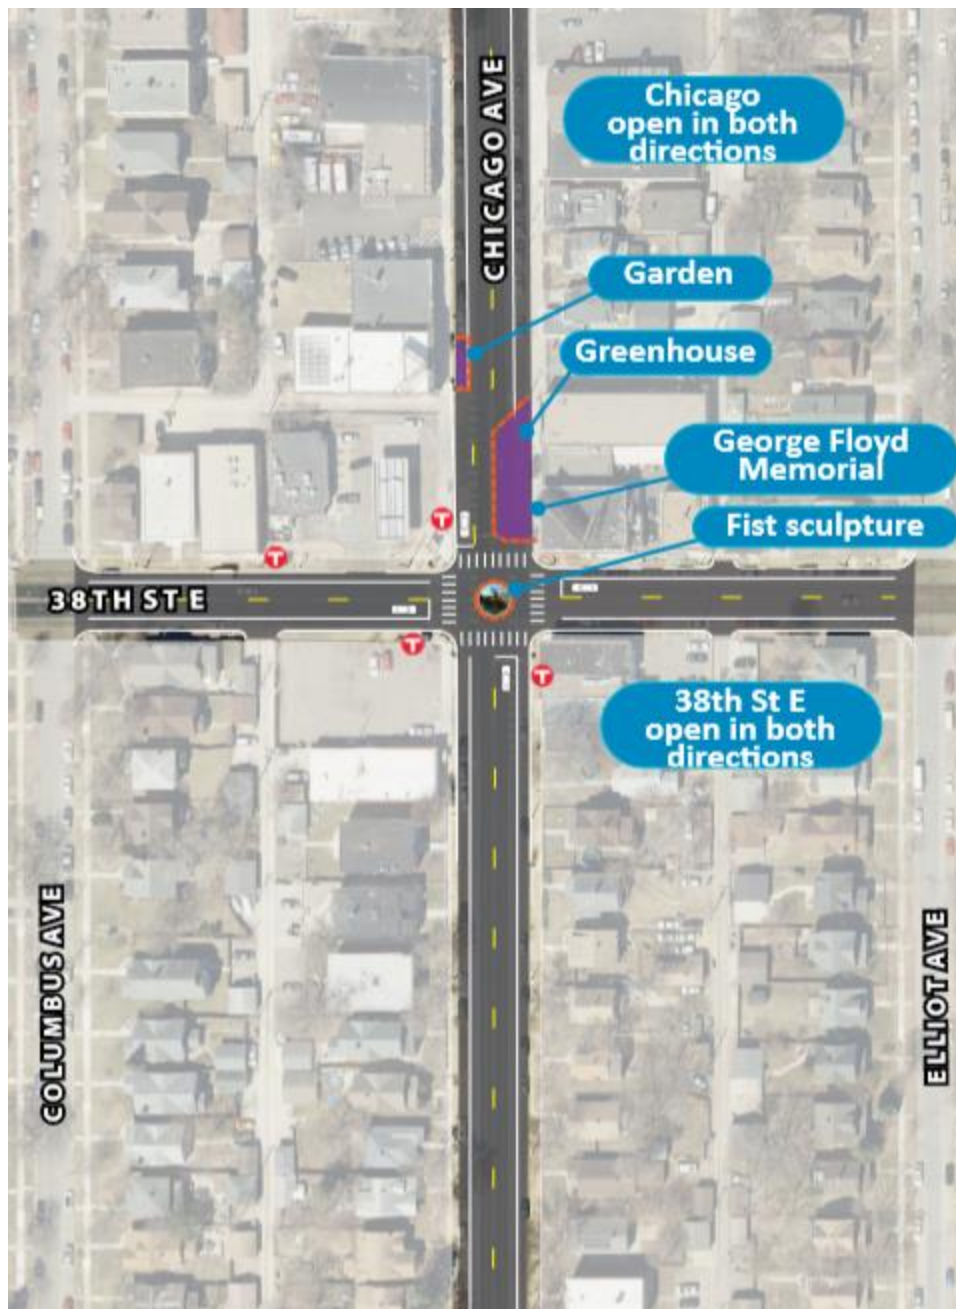 CHICAGO AVE
Chicago
open in both
directions
Garden
Greenhouse
George Floyd
Memorial
Fist sculpture
T
T
38TH ST E
T
T
38th St E
open in both
directions
COLUMBUS AVE
ELLIOT AVE